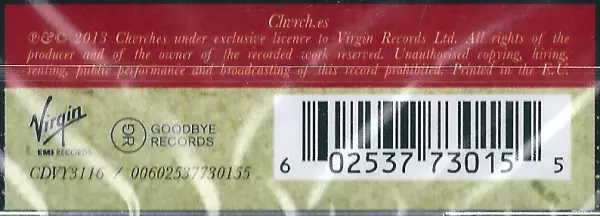 Chvrch.es
℗&© 2013 Chvrches under exclusive licence to Virgin Records Ltd. All rights of the
producer and of the owner of the recorded work reserved. Unauthorised copying, hiring,
renting, public performance and broadcasting of this record prohibited. Printed in the E.U.
Virgin
EMI RECORDS
GR
GOODBYE
RECORDS
CDVY3116 / 00602537730155
6 02537 73015 5